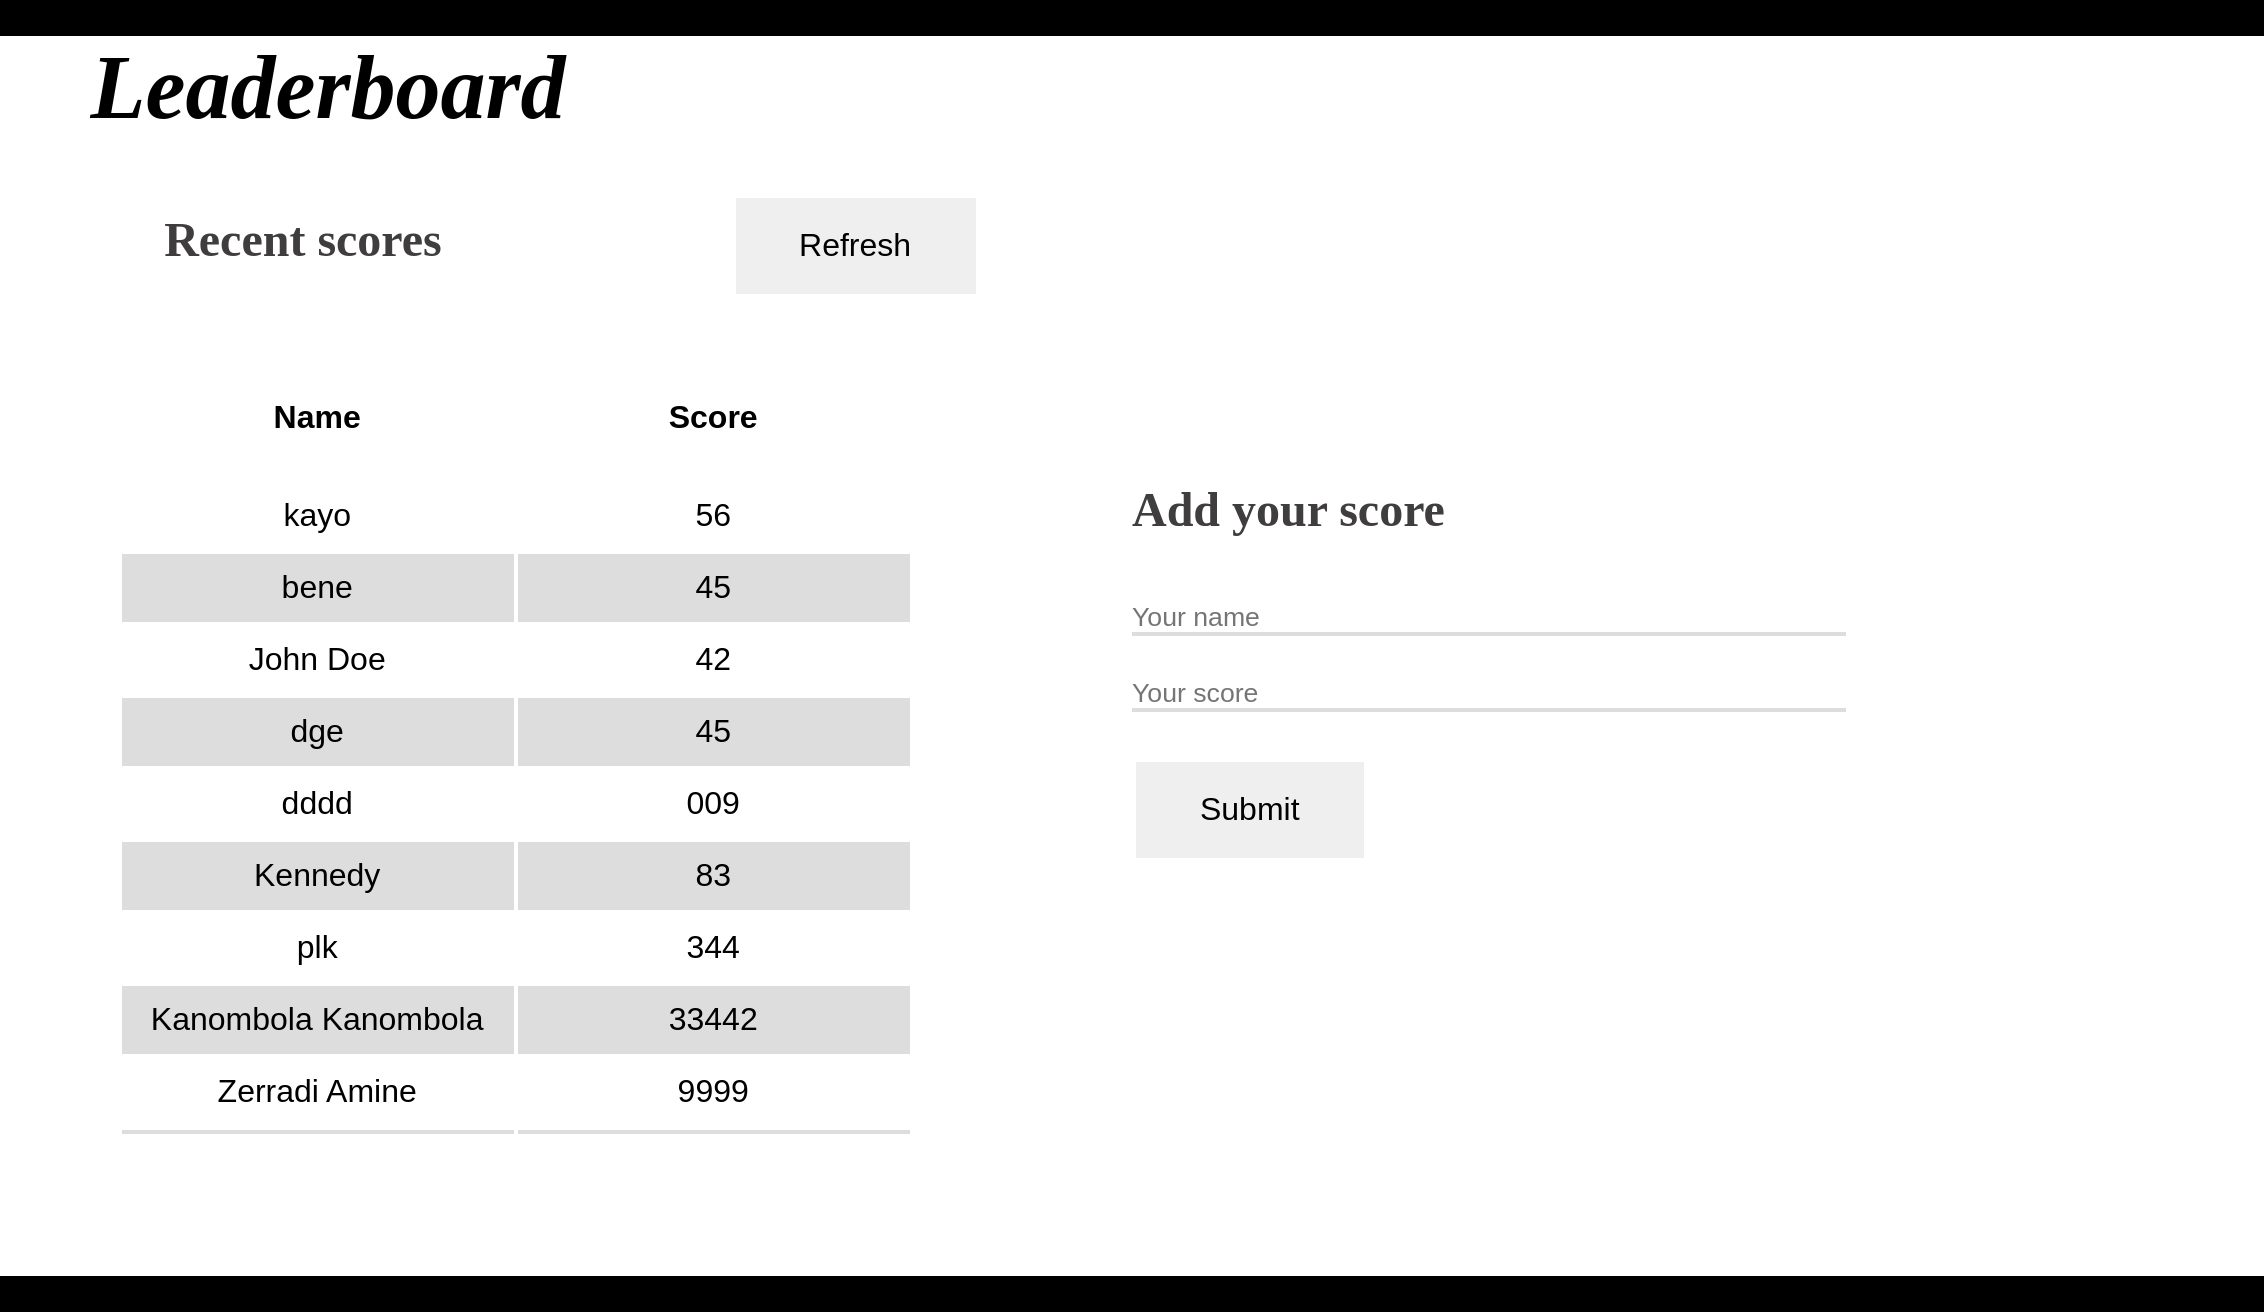 Leaderboard
Recent scores
Refresh
Name Score
kayo 56
bene 45
John Doe 42
dge 45
dddd 009
Kennedy 83
plk 344
Kanombola Kanombola 33442
Zerradi Amine 9999
Add your score
Your name
Your score
Submit